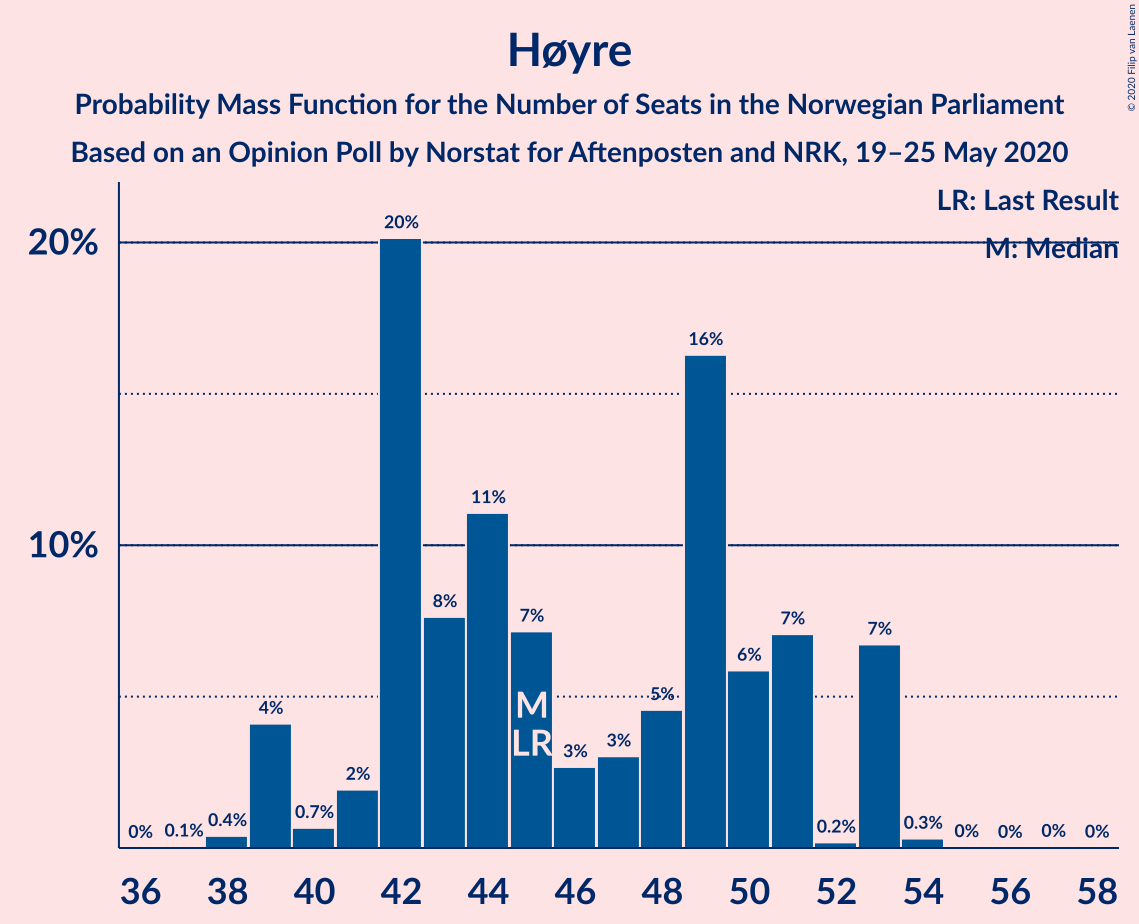 Høyre
Probability Mass Function for the Number of Seats in the Norwegian Parliament
Based on an Opinion Poll by Norstat for Aftenposten and NRK, 19–25 May 2020
© 2020 Filip van Laenen
LR: Last Result
M: Median
20%
10%
0%
0.1%
0.4%
4%
0.7%
2%
20%
8%
11%
7%
3%
3%
5%
16%
6%
7%
0.2%
7%
0.3%
0%
0%
0%
0%
M
LR
36 38 40 42 44 46 48 50 52 54 56 58